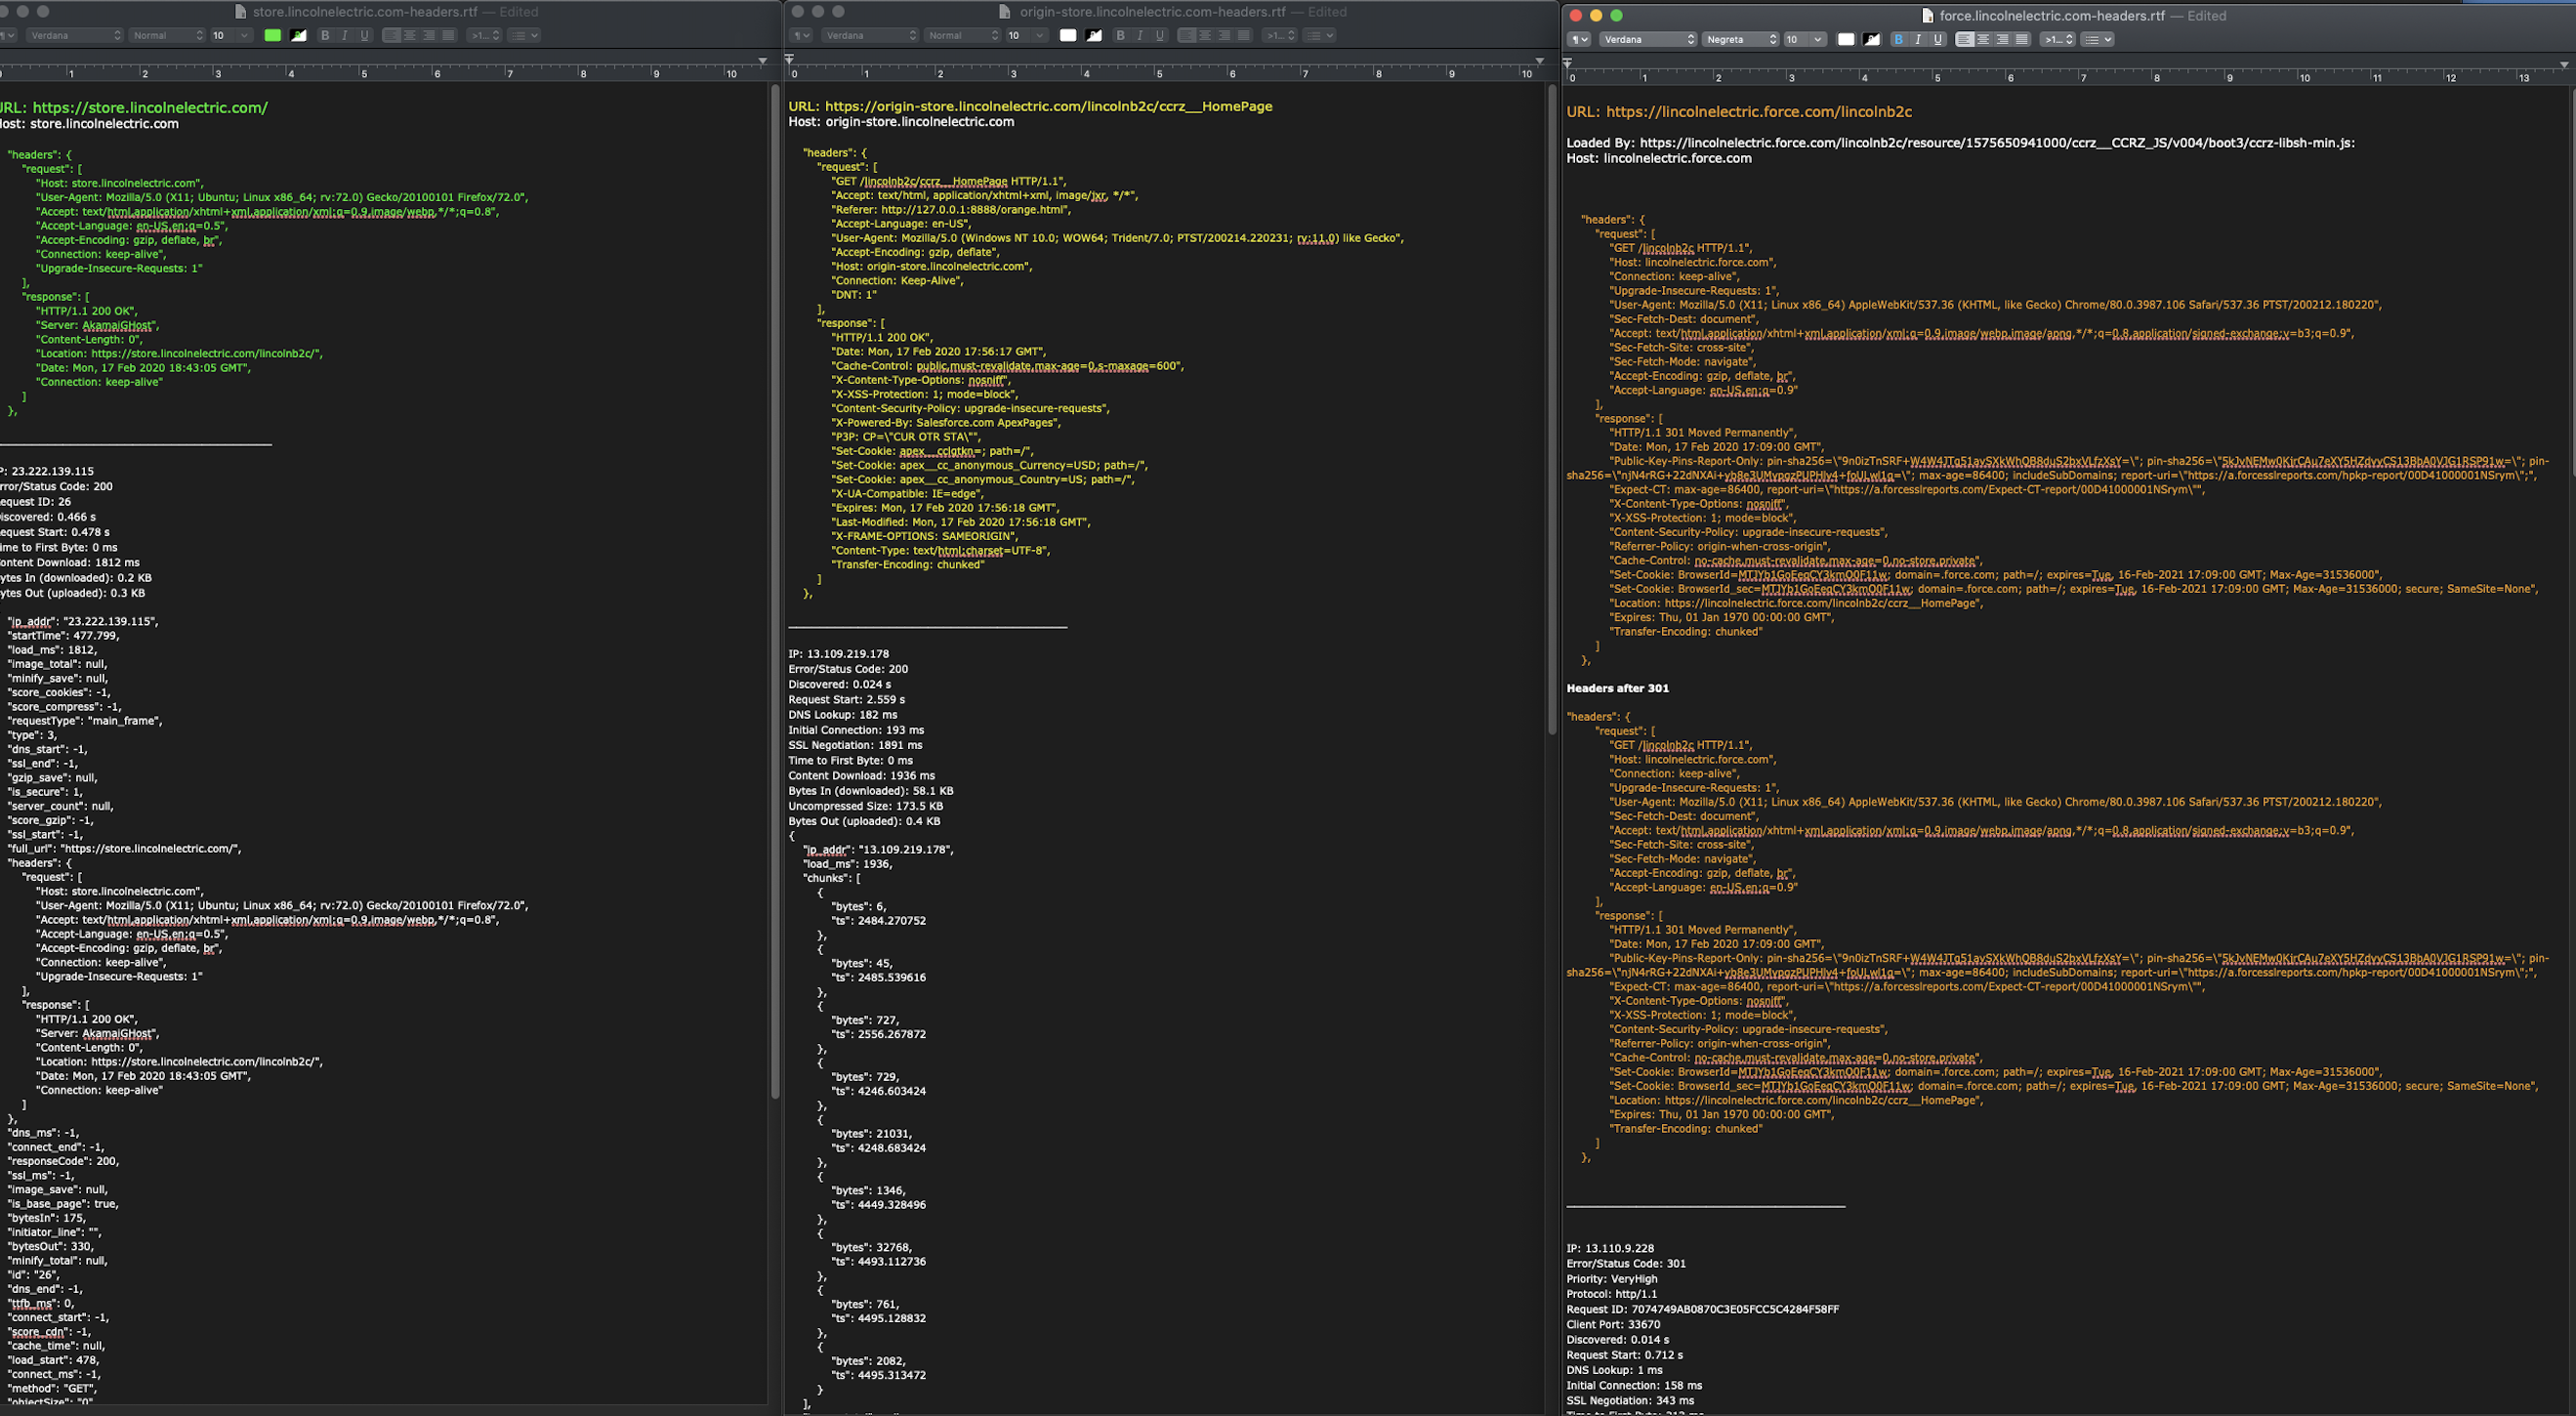 store.lincolnelectric.com-headers.rtf — Edited
Verdana Normal 10 B I U >1...
1 2 3 4 5 6 7 8 9 10
URL: https://store.lincolnelectric.com/
Host: store.lincolnelectric.com
"headers": {
"request": [
"Host: store.lincolnelectric.com",
"User-Agent: Mozilla/5.0 (X11; Ubuntu; Linux x86_64; rv:72.0) Gecko/20100101 Firefox/72.0",
"Accept: text/html,application/xhtml+xml,application/xml;q=0.9,image/webp,*/*;q=0.8",
"Accept-Language: en-US,en;q=0.5",
"Accept-Encoding: gzip, deflate, br",
"Connection: keep-alive",
"Upgrade-Insecure-Requests: 1"
],
"response": [
"HTTP/1.1 200 OK",
"Server: AkamaiGHost",
"Content-Length: 0",
"Location: https://store.lincolnelectric.com/lincolnb2c/",
"Date: Mon, 17 Feb 2020 18:43:05 GMT",
"Connection: keep-alive"
]
},
P: 23.222.139.115
rror/Status Code: 200
equest ID: 26
iscovered: 0.466 s
equest Start: 0.478 s
ime to First Byte: 0 ms
ontent Download: 1812 ms
ytes In (downloaded): 0.2 KB
ytes Out (uploaded): 0.3 KB
"ip_addr": "23.222.139.115",
"startTime": 477.799,
"load_ms": 1812,
"image_total": null,
"minify_save": null,
"score_cookies": -1,
"score_compress": -1,
"requestType": "main_frame",
"type": 3,
"dns_start": -1,
"ssl_end": -1,
"gzip_save": null,
"is_secure": 1,
"server_count": null,
"score_gzip": -1,
"ssl_start": -1,
"full_url": "https://store.lincolnelectric.com/",
"headers": {
"request": [
"Host: store.lincolnelectric.com",
"User-Agent: Mozilla/5.0 (X11; Ubuntu; Linux x86_64; rv:72.0) Gecko/20100101 Firefox/72.0",
"Accept: text/html,application/xhtml+xml,application/xml;q=0.9,image/webp,*/*;q=0.8",
"Accept-Language: en-US,en;q=0.5",
"Accept-Encoding: gzip, deflate, br",
"Connection: keep-alive",
"Upgrade-Insecure-Requests: 1"
],
"response": [
"HTTP/1.1 200 OK",
"Server: AkamaiGHost",
"Content-Length: 0",
"Location: https://store.lincolnelectric.com/lincolnb2c/",
"Date: Mon, 17 Feb 2020 18:43:05 GMT",
"Connection: keep-alive"
]
},
"dns_ms": -1,
"connect_end": -1,
"responseCode": 200,
"ssl_ms": -1,
"image_save": null,
"is_base_page": true,
"bytesIn": 175,
"initiator_line": "",
"bytesOut": 330,
"minify_total": null,
"id": "26",
"dns_end": -1,
"ttfb_ms": 0,
"connect_start": -1,
"score_cdn": -1,
"cache_time": null,
"load_start": 478,
"connect_ms": -1,
"method": "GET",
"objectSize": "0"
origin-store.lincolnelectric.com-headers.rtf — Edited
Verdana Normal 10 B I U >1...
0 1 2 3 4 5 6 7 8 9 10
URL: https://origin-store.lincolnelectric.com/lincolnb2c/ccrz__HomePage
Host: origin-store.lincolnelectric.com
"headers": {
"request": [
"GET /lincolnb2c/ccrz__HomePage HTTP/1.1",
"Accept: text/html, application/xhtml+xml, image/jxr, */*",
"Referer: http://127.0.0.1:8888/orange.html",
"Accept-Language: en-US",
"User-Agent: Mozilla/5.0 (Windows NT 10.0; WOW64; Trident/7.0; PTST/200214.220231; rv:11.0) like Gecko",
"Accept-Encoding: gzip, deflate",
"Host: origin-store.lincolnelectric.com",
"Connection: Keep-Alive",
"DNT: 1"
],
"response": [
"HTTP/1.1 200 OK",
"Date: Mon, 17 Feb 2020 17:56:17 GMT",
"Cache-Control: public,must-revalidate,max-age=0,s-maxage=600",
"X-Content-Type-Options: nosniff",
"X-XSS-Protection: 1; mode=block",
"Content-Security-Policy: upgrade-insecure-requests",
"X-Powered-By: Salesforce.com ApexPages",
"P3P: CP=\"CUR OTR STA\"",
"Set-Cookie: apex__cclgtkn=; path=/",
"Set-Cookie: apex__cc_anonymous_Currency=USD; path=/",
"Set-Cookie: apex__cc_anonymous_Country=US; path=/",
"X-UA-Compatible: IE=edge",
"Expires: Mon, 17 Feb 2020 17:56:18 GMT",
"Last-Modified: Mon, 17 Feb 2020 17:56:18 GMT",
"X-FRAME-OPTIONS: SAMEORIGIN",
"Content-Type: text/html;charset=UTF-8",
"Transfer-Encoding: chunked"
]
},
IP: 13.109.219.178
Error/Status Code: 200
Discovered: 0.024 s
Request Start: 2.559 s
DNS Lookup: 182 ms
Initial Connection: 193 ms
SSL Negotiation: 1891 ms
Time to First Byte: 0 ms
Content Download: 1936 ms
Bytes In (downloaded): 58.1 KB
Uncompressed Size: 173.5 KB
Bytes Out (uploaded): 0.4 KB
{
"ip_addr": "13.109.219.178",
"load_ms": 1936,
"chunks": [
{
"bytes": 6,
"ts": 2484.270752
},
{
"bytes": 45,
"ts": 2485.539616
},
{
"bytes": 727,
"ts": 2556.267872
},
{
"bytes": 729,
"ts": 4246.603424
},
{
"bytes": 21031,
"ts": 4248.683424
},
{
"bytes": 1346,
"ts": 4449.328496
},
{
"bytes": 32768,
"ts": 4493.112736
},
{
"bytes": 761,
"ts": 4495.128832
},
{
"bytes": 2082,
"ts": 4495.313472
}
],
force.lincolnelectric.com-headers.rtf — Edited
Verdana Negreta 10 B I U >1...
0 1 2 3 4 5 6 7 8 9 10 11 12 13
URL: https://lincolnelectric.force.com/lincolnb2c
Loaded By: https://lincolnelectric.force.com/lincolnb2c/resource/1575650941000/ccrz__CCRZ_JS/v004/boot3/ccrz-libsh-min.js:
Host: lincolnelectric.force.com
"headers": {
"request": [
"GET /lincolnb2c HTTP/1.1",
"Host: lincolnelectric.force.com",
"Connection: keep-alive",
"Upgrade-Insecure-Requests: 1",
"User-Agent: Mozilla/5.0 (X11; Linux x86_64) AppleWebKit/537.36 (KHTML, like Gecko) Chrome/80.0.3987.106 Safari/537.36 PTST/200212.180220",
"Sec-Fetch-Dest: document",
"Accept: text/html,application/xhtml+xml,application/xml;q=0.9,image/webp,image/apng,*/*;q=0.8,application/signed-exchange;v=b3;q=0.9",
"Sec-Fetch-Site: cross-site",
"Sec-Fetch-Mode: navigate",
"Accept-Encoding: gzip, deflate, br",
"Accept-Language: en-US,en;q=0.9"
],
"response": [
"HTTP/1.1 301 Moved Permanently",
"Date: Mon, 17 Feb 2020 17:09:00 GMT",
"Public-Key-Pins-Report-Only: pin-
max-age=86400; includeSubDomains; report-uri=\"https://a.forcesslreports.com/hpkp-report/00D41000001NSrym\";",
"Expect-CT: max-age=86400, report-uri=\"https://a.forcesslreports.com/Expect-CT-report/00D41000001NSrym\"",
"X-Content-Type-Options: nosniff",
"X-XSS-Protection: 1; mode=block",
"Content-Security-Policy: upgrade-insecure-requests",
"Referrer-Policy: origin-when-cross-origin",
"Cache-Control: no-cache,must-revalidate,max-age=0,no-store,private",
"Set-Cookie: domain=.force.com; path=/; expires=Tue, 16-Feb-2021 17:09:00 GMT; Max-Age=31536000",
"Set-Cookie: domain=.force.com; path=/; expires=Tue, 16-Feb-2021 17:09:00 GMT; Max-Age=31536000; secure; SameSite=None",
"Location: https://lincolnelectric.force.com/lincolnb2c/ccrz__HomePage",
"Expires: Thu, 01 Jan 1970 00:00:00 GMT",
"Transfer-Encoding: chunked"
]
},
Headers after 301
"headers": {
"request": [
"GET /lincolnb2c HTTP/1.1",
"Host: lincolnelectric.force.com",
"Connection: keep-alive",
"Upgrade-Insecure-Requests: 1",
"User-Agent: Mozilla/5.0 (X11; Linux x86_64) AppleWebKit/537.36 (KHTML, like Gecko) Chrome/80.0.3987.106 Safari/537.36 PTST/200212.180220",
"Sec-Fetch-Dest: document",
"Accept: text/html,application/xhtml+xml,application/xml;q=0.9,image/webp,image/apng,*/*;q=0.8,application/signed-exchange;v=b3;q=0.9",
"Sec-Fetch-Site: cross-site",
"Sec-Fetch-Mode: navigate",
"Accept-Encoding: gzip, deflate, br",
"Accept-Language: en-US,en;q=0.9"
],
"response": [
"HTTP/1.1 301 Moved Permanently",
"Date: Mon, 17 Feb 2020 17:09:00 GMT",
"Public-Key-Pins-Report-Only: pin-
max-age=86400; includeSubDomains; report-uri=\"https://a.forcesslreports.com/hpkp-report/00D41000001NSrym\";",
"Expect-CT: max-age=86400, report-uri=\"https://a.forcesslreports.com/Expect-CT-report/00D41000001NSrym\"",
"X-Content-Type-Options: nosniff",
"X-XSS-Protection: 1; mode=block",
"Content-Security-Policy: upgrade-insecure-requests",
"Referrer-Policy: origin-when-cross-origin",
"Cache-Control: no-cache,must-revalidate,max-age=0,no-store,private",
"Set-Cookie: domain=.force.com; path=/; expires=Tue, 16-Feb-2021 17:09:00 GMT; Max-Age=31536000",
"Set-Cookie: domain=.force.com; path=/; expires=Tue, 16-Feb-2021 17:09:00 GMT; Max-Age=31536000; secure; SameSite=None",
"Location: https://lincolnelectric.force.com/lincolnb2c/ccrz__HomePage",
"Expires: Thu, 01 Jan 1970 00:00:00 GMT",
"Transfer-Encoding: chunked"
]
},
IP: 13.110.9.228
Error/Status Code: 301
Priority: VeryHigh
Protocol: http/1.1
Request ID: 7074749AB0870C3E05FCC5C4284F58FF
Client Port: 33670
Discovered: 0.014 s
Request Start: 0.712 s
DNS Lookup: 1 ms
Initial Connection: 158 ms
SSL Negotiation: 343 ms